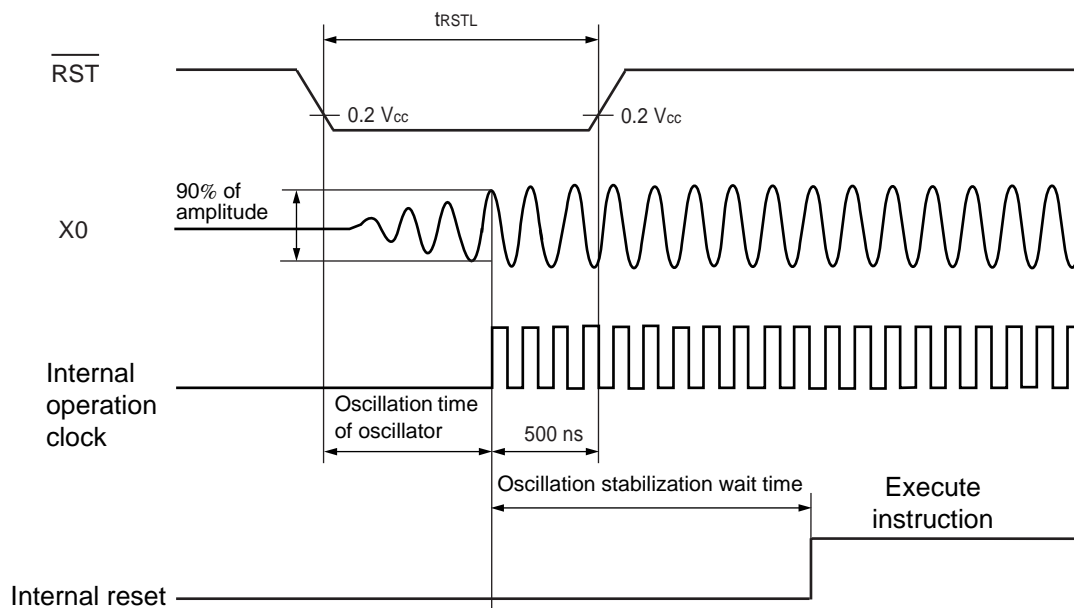 tRSTL
RST
0.2 Vcc
0.2 Vcc
90% of
amplitude
X0
Internal
operation
clock
Oscillation time
of oscillator
500 ns
Oscillation stabilization wait time
Execute
instruction
Internal reset